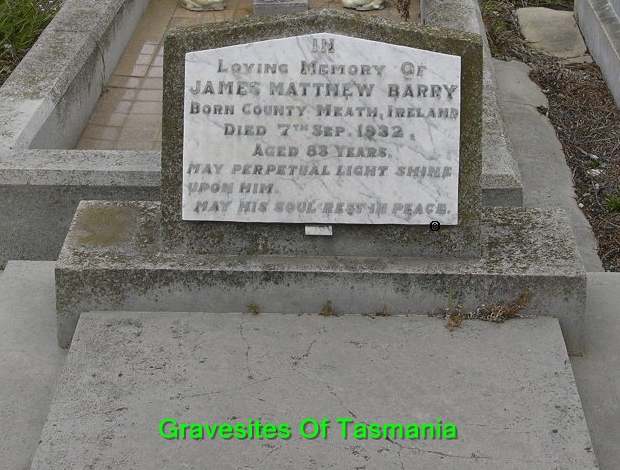 IN
LOVING MEMORY OF
JAMES MATTHEW BARRY
BORN COUNTY MEATH, IRELAND
DIED 7TH SEP. 1932,
AGED 83 YEARS.
MAY PERPETUAL LIGHT SHINE
UPON HIM.
MAY HIS SOUL REST IN PEACE.
Gravesites Of Tasmania